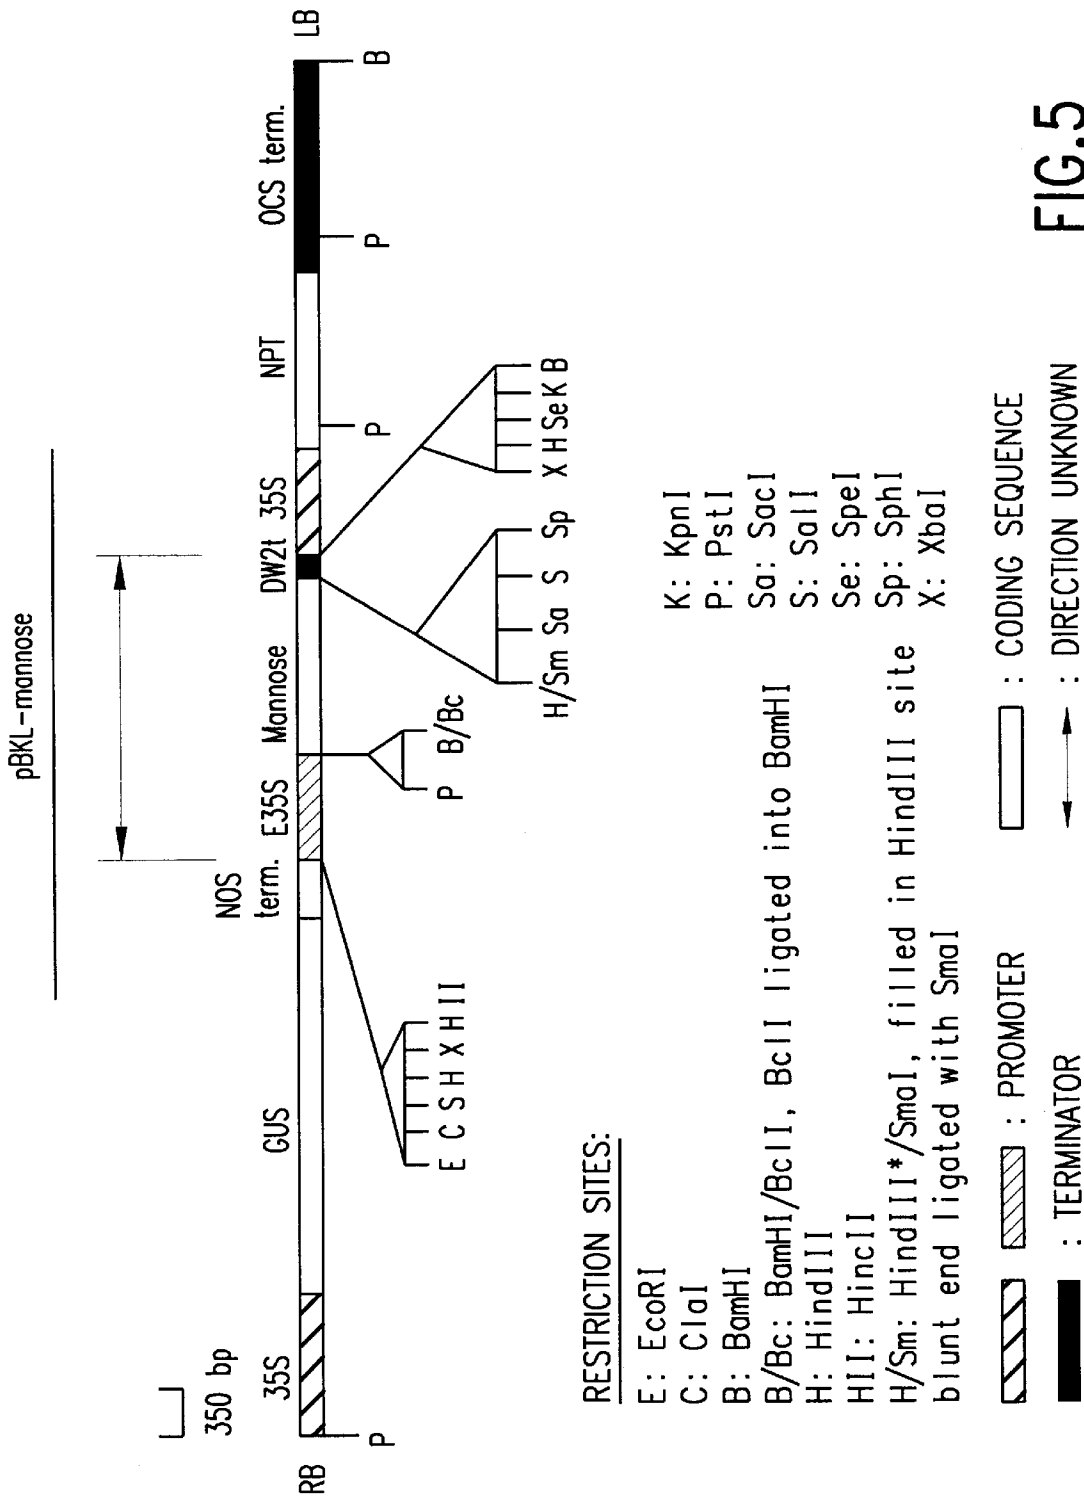 pBKL-mannose
350 bp
NOS
35S GUS term. E35S Mannose DW2t 35S NPT OCS term.
RB LB
P P P B
P B/Bc
E C S H X HII
H/Sm Sa S Sp
X H Se K B
RESTRICTION SITES:
E: EcoRI
C: ClaI
B: BamHI
B/Bc: BamHI/BclI, BclI ligated into BamHI
H: HindIII
HII: HincII
H/Sm: HindIII*/SmaI, filled in HindIII site
blunt end ligated with SmaI
K: KpnI
P: PstI
Sa: SacI
S: SalI
Se: SpeI
Sp: SphI
X: XbaI
: PROMOTER
: CODING SEQUENCE
: TERMINATOR
: DIRECTION UNKNOWN
FIG.5